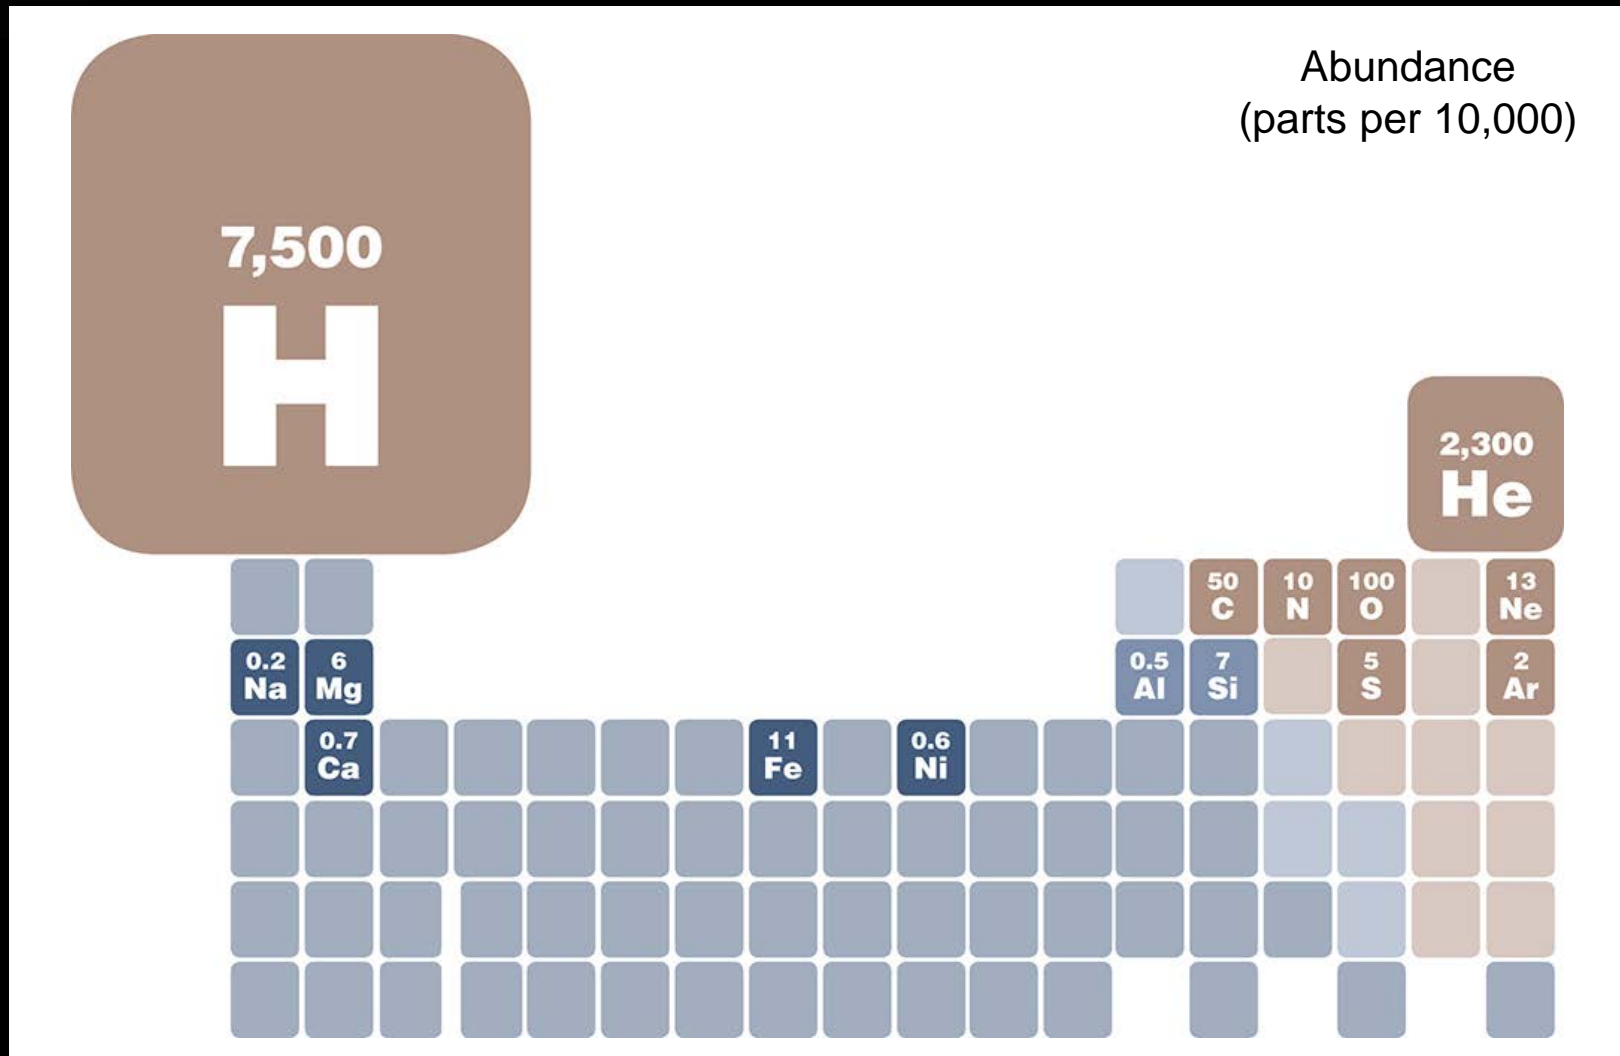 Abundance
(parts per 10,000)
7,500
H
2,300
He
50 10 100 13
C N O Ne
0.2 6 0.5 7 5 2
Na Mg Al Si S Ar
0.7 11 0.6
Ca Fe Ni